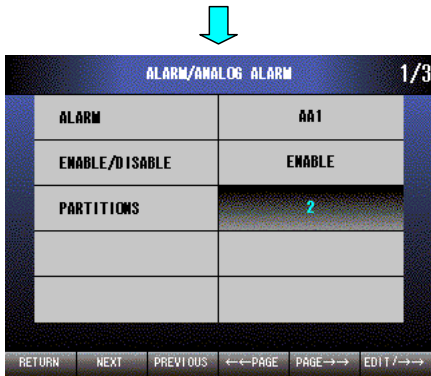 ALARM/ANALOG ALARM 1/3
ALARM AA1
ENABLE/DISABLE ENABLE
PARTITIONS 2
RETURN NEXT PREVIOUS ←←PAGE PAGE→→ EDIT/→→